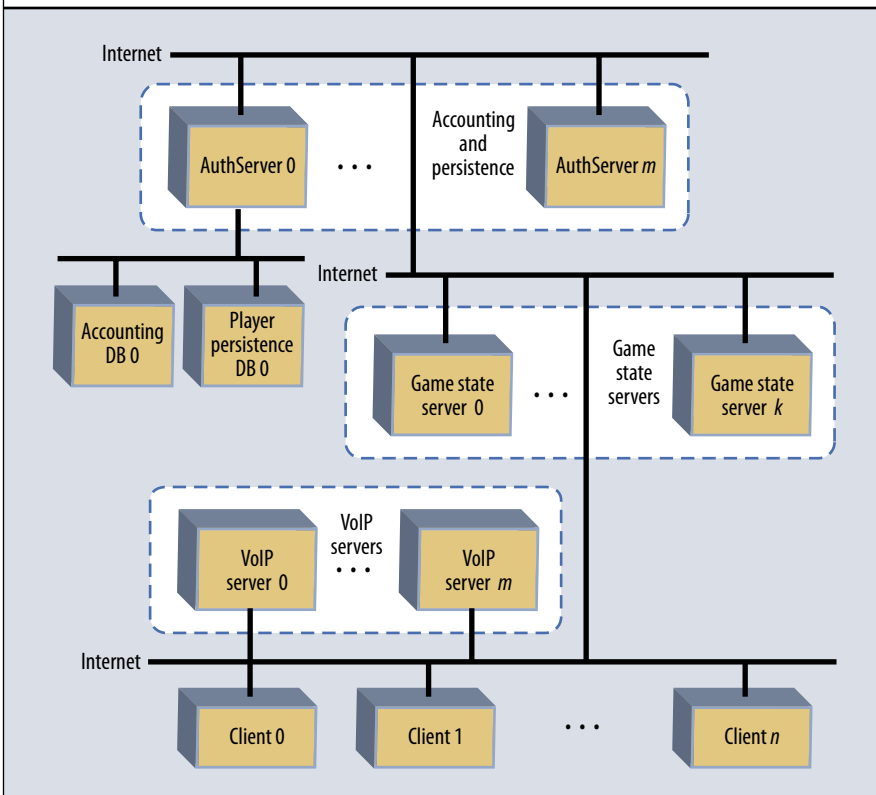 Internet
AuthServer 0
...
Accounting
and
persistence
AuthServer m
Accounting
DB 0
Player
persistence
DB 0
Internet
Game state
server 0
...
Game
state
servers
Game state
server k
VoIP
server 0
VoIP
servers
...
VoIP
server m
Internet
Client 0
Client 1
...
Client n